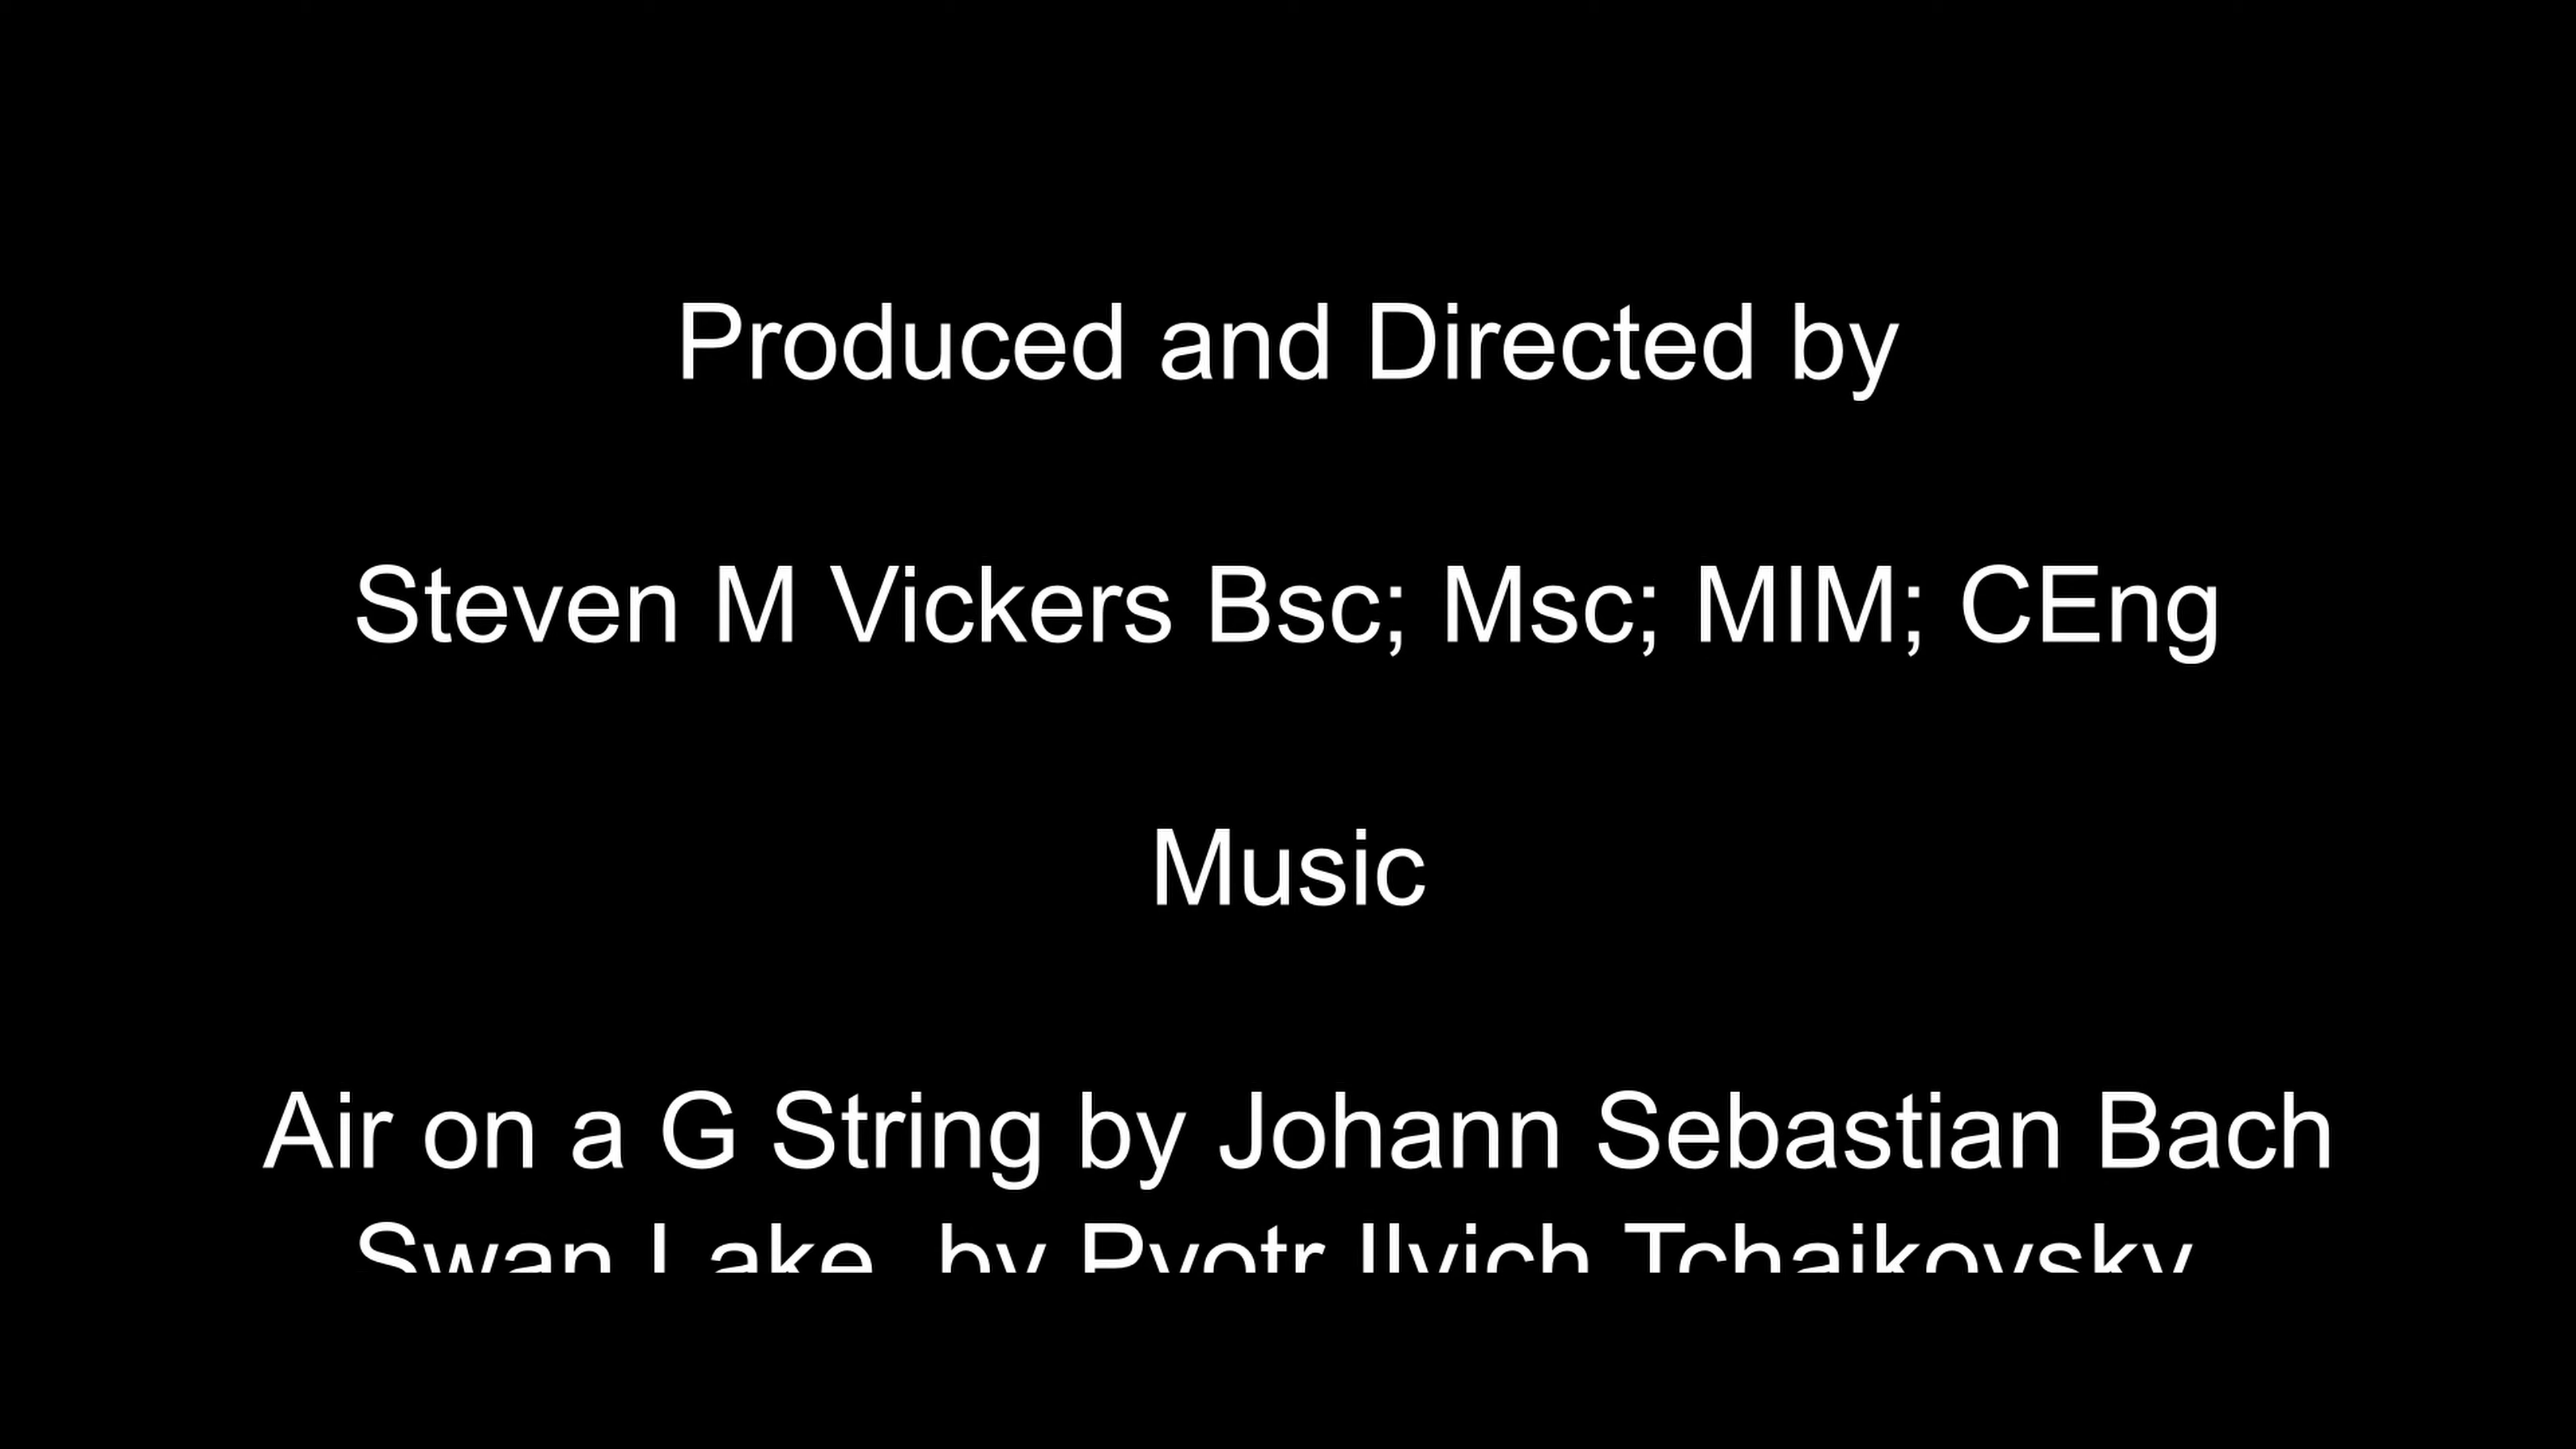 Produced and Directed by
Steven M Vickers Bsc; Msc; MIM; CEng
Music
Air on a G String by Johann Sebastian Bach
Swan Lake  by Pyotr Ilyich Tchaikovsky